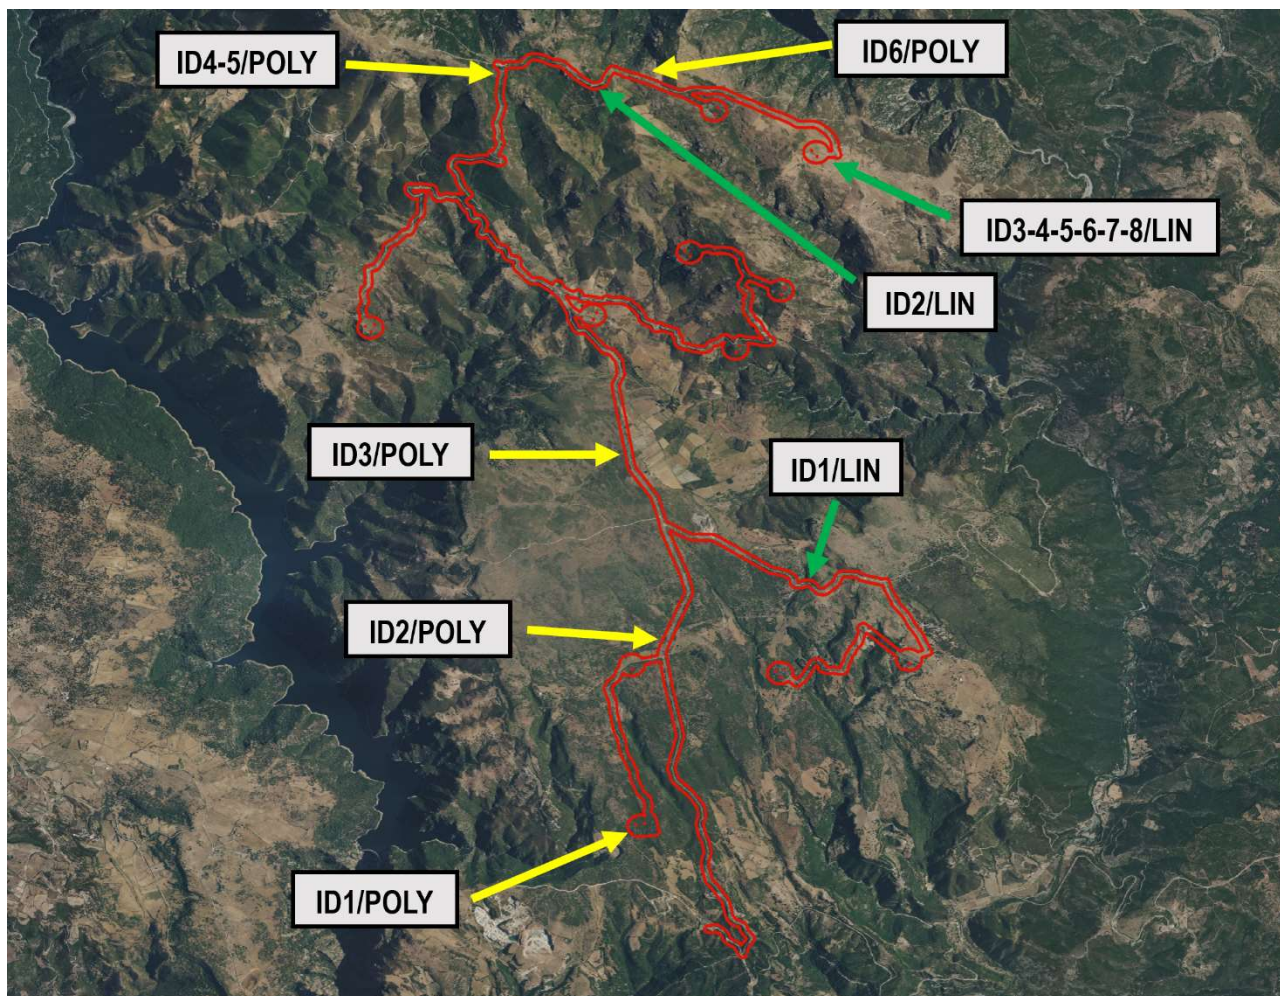 ID4-5/POLY
ID6/POLY
ID3-4-5-6-7-8/LIN
ID2/LIN
ID3/POLY
ID1/LIN
ID2/POLY
ID1/POLY